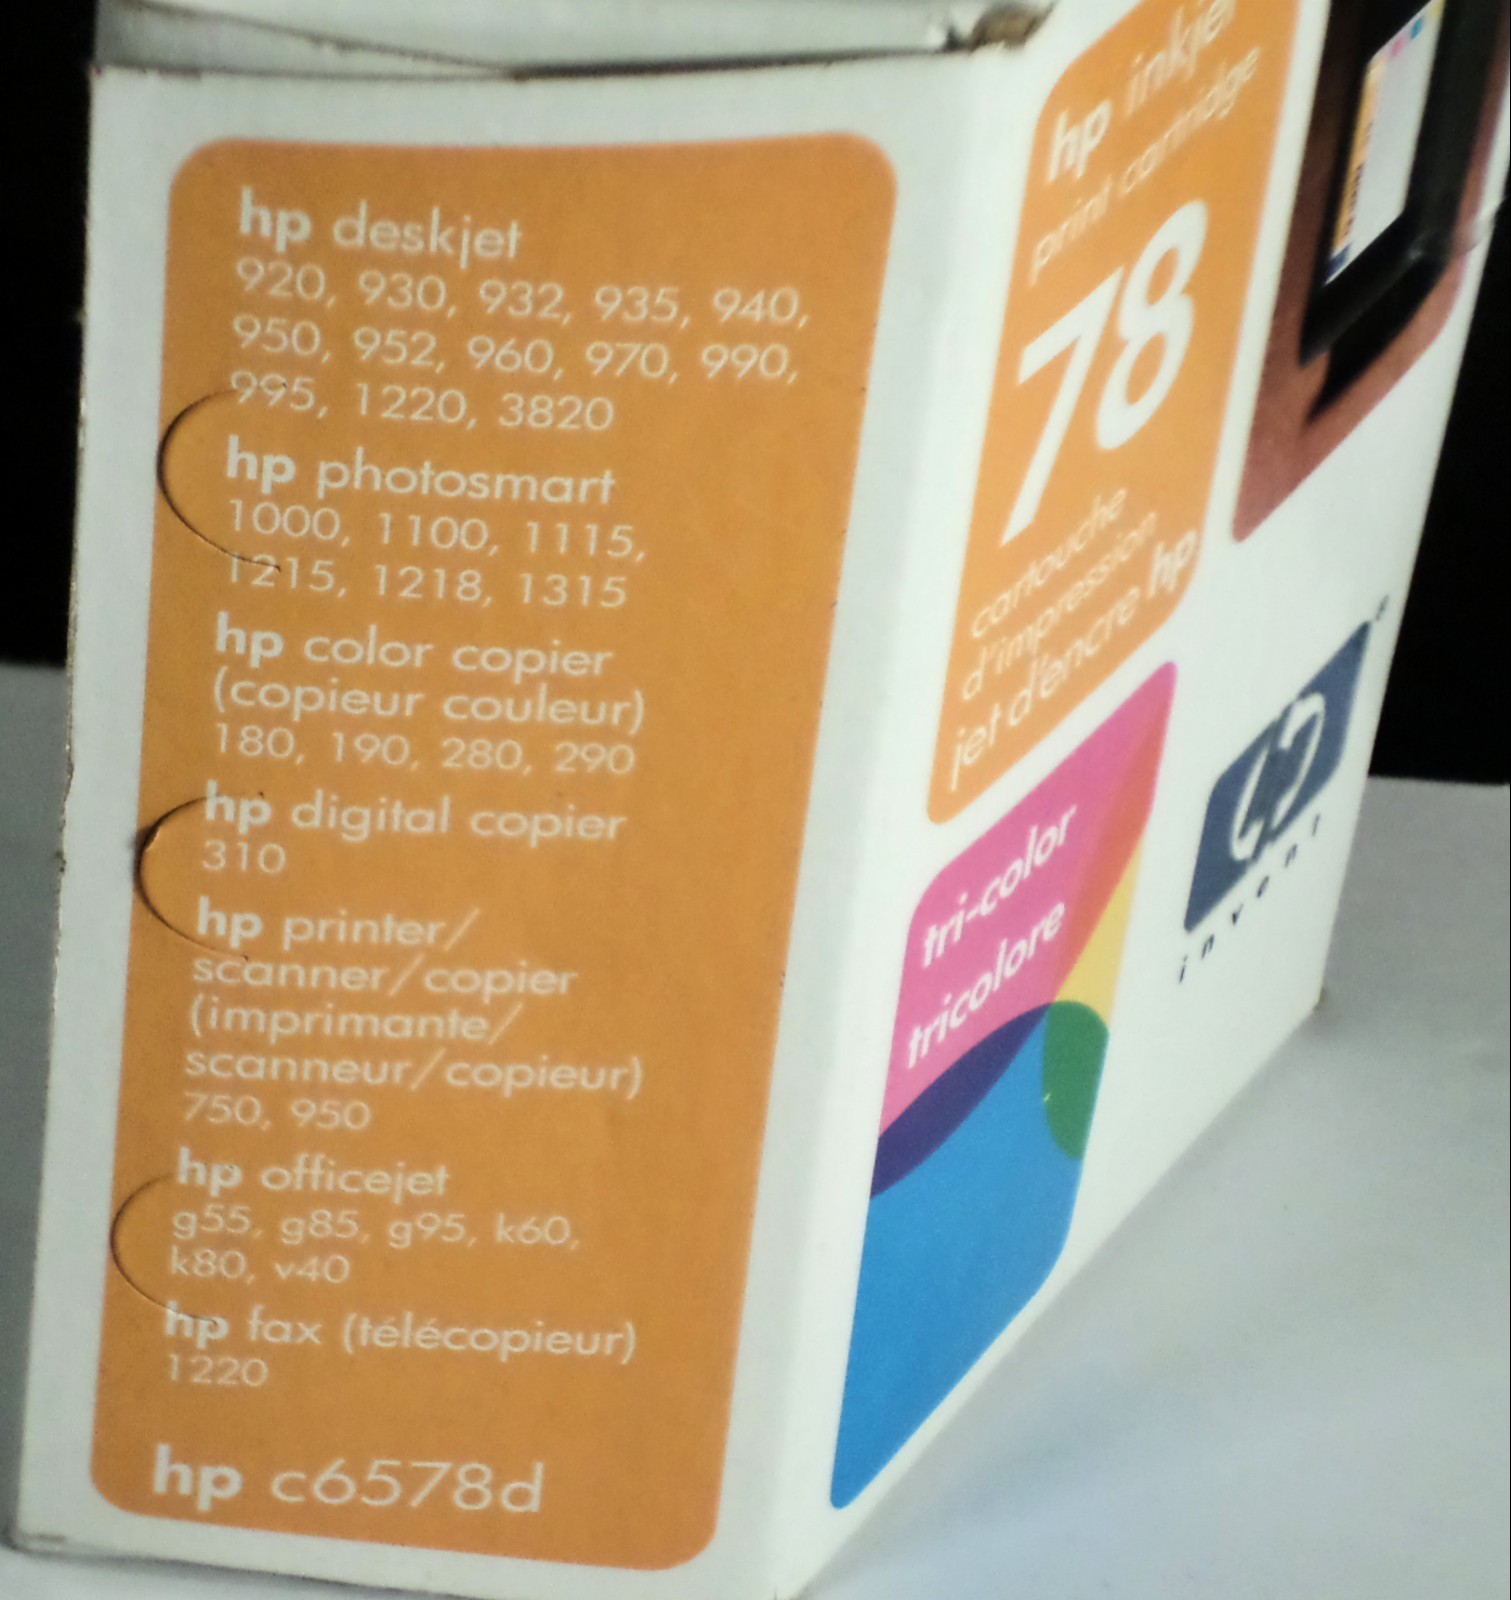 hp deskjet
920, 930, 932, 935, 940,
950, 952, 960, 970, 990,
995, 1220, 3820
hp photosmart
1000, 1100, 1115,
1215, 1218, 1315
hp color copier
(copieur couleur)
180, 190, 280, 290
hp digital copier
310
hp printer/
scanner/copier
(imprimante/
scanneur/copieur)
750, 950
hp officejet
g55, g85, g95, k60,
k80, v40
hp fax (télécopieur)
1220
hp c6578d
hp inkjet
print cartridge
78
cartouche
d'impression
jet d'encre hp
tri-color
tricolore
hp
invent